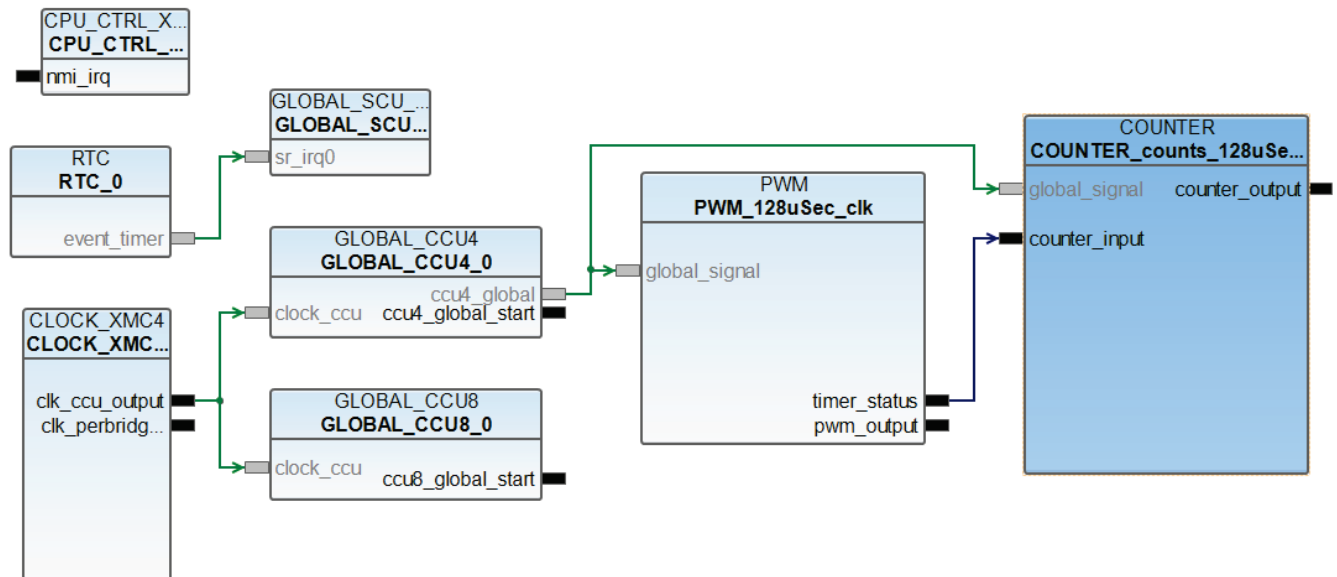 CPU_CTRL_X...
CPU_CTRL_...
nmi_irq
GLOBAL_SCU_...
GLOBAL_SCU...
sr_irq0
RTC
RTC_0
event_timer
GLOBAL_CCU4
GLOBAL_CCU4_0
ccu4_global
clock_ccu
ccu4_global_start
CLOCK_XMC4
CLOCK_XMC...
clk_ccu_output
clk_perbridg...
GLOBAL_CCU8
GLOBAL_CCU8_0
clock_ccu
ccu8_global_start
PWM
PWM_128uSec_clk
global_signal
timer_status
pwm_output
COUNTER
COUNTER_counts_128uSe...
global_signal
counter_output
counter_input